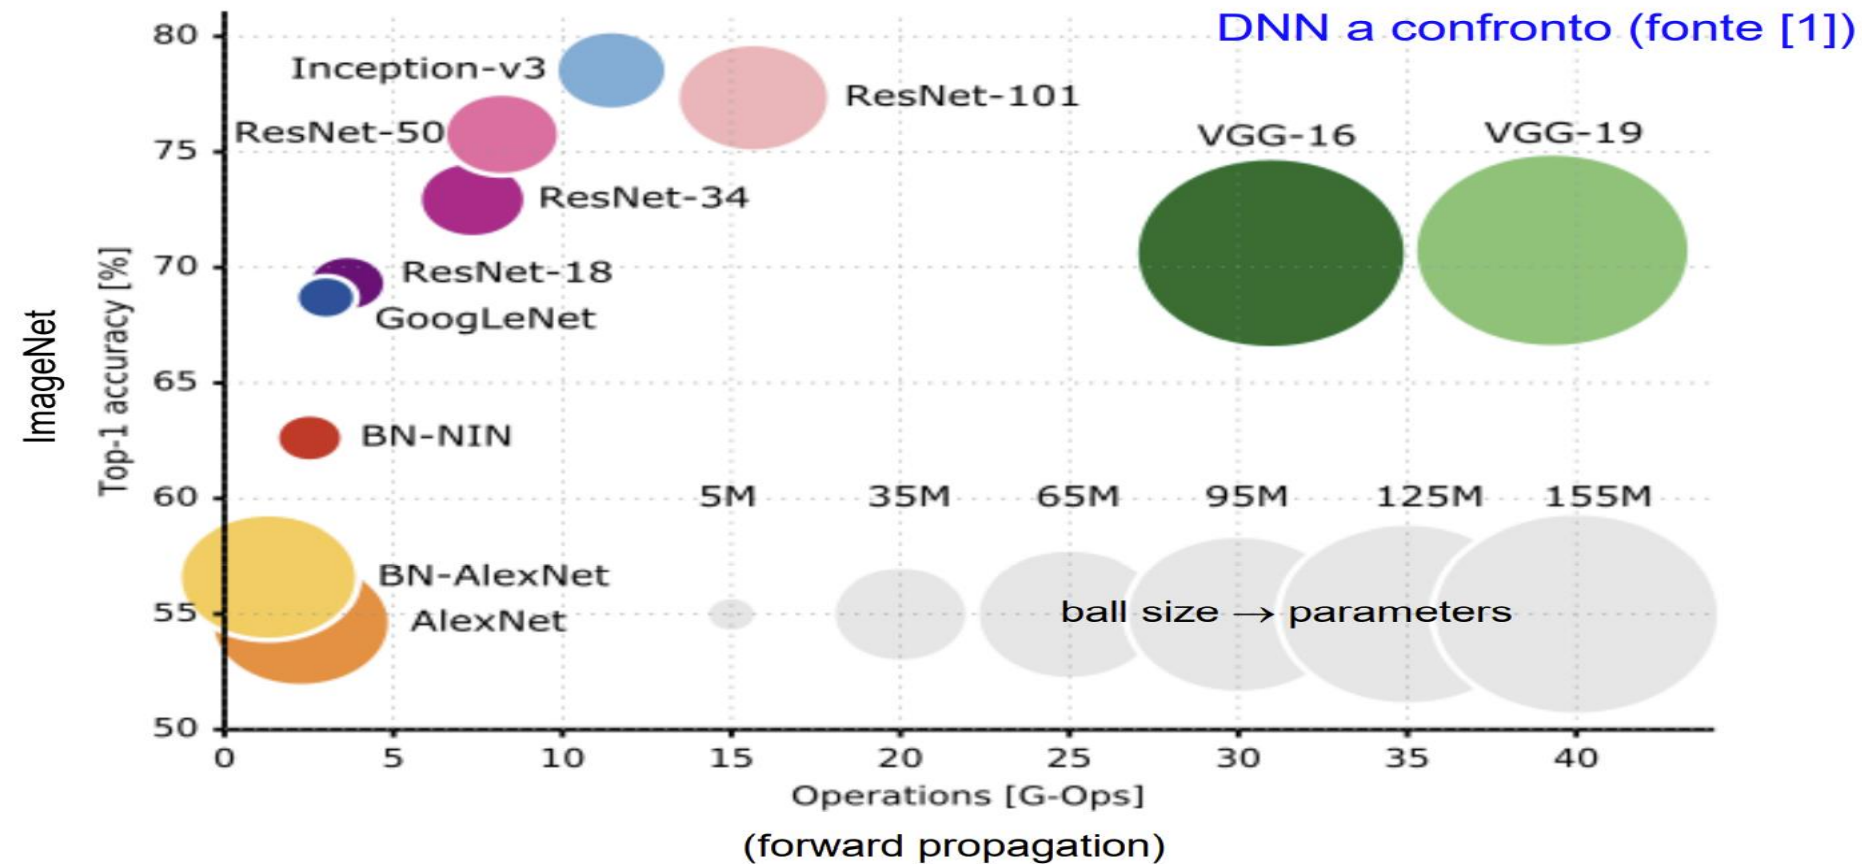 DNN a confronto (fonte [1])
80
Inception-v3
ResNet-101
ResNet-50
VGG-16
VGG-19
75
ResNet-34
70
ResNet-18
GoogLeNet
ImageNet
Top-1 accuracy [%]
65
BN-NIN
60
5M 35M 65M 95M 125M 155M
BN-AlexNet
55
AlexNet
ball size → parameters
50
0 5 10 15 20 25 30 35 40
Operations [G-Ops]
(forward propagation)